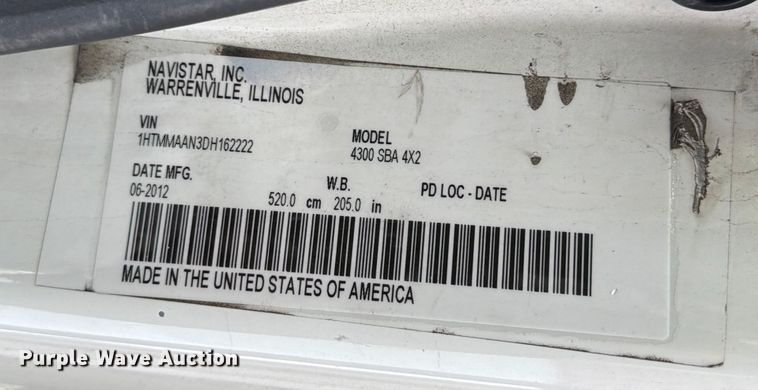 NAVISTAR, INC.
WARRENVILLE, ILLINOIS
VIN
1HTMMAAN3DH162222
MODEL
4300 SBA 4X2
DATE MFG.
06-2012
W.B.
520.0 cm 205.0 in
PD LOC - DATE
MADE IN THE UNITED STATES OF AMERICA
Purple Wave Auction